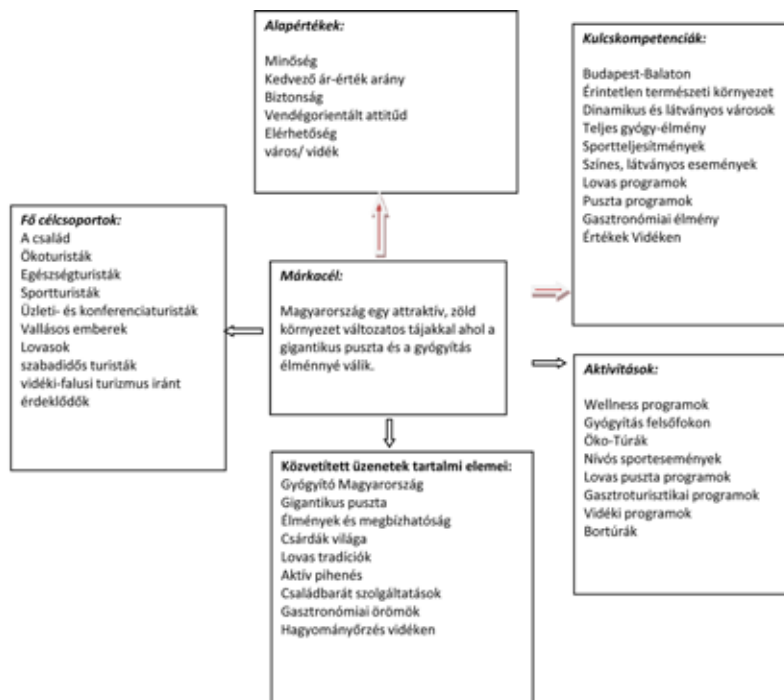 Alapértékek:
Minőség
Kedvező ár-érték arány
Biztonság
Vendégorientált attitűd
Elérhetőség
város/ vidék
Kulcskompetenciák:
Budapest-Balaton
Érintetlen természeti környezet
Dinamikus és látványos városok
Teljes gyógy-élmény
Sportteljesítmények
Színes, látványos események
Lovas programok
Puszta programok
Gasztronómiai élmény
Értékek Vidéken
Fő célcsoportok:
A család
Ökoturisták
Egészségturisták
Sportturisták
Üzleti- és konferenciaturisták
Vallásos emberek
Lovasok
szabadidős turisták
vidéki-falusi turizmus iránt
érdeklődők
Márkacél:
Magyarország egy attraktív, zöld
környezet változatos tájakkal ahol a
gigantikus puszta és a gyógyítás
élménnyé válik.
Aktivitások:
Wellness programok
Gyógyítás felsőfokon
Öko-Túrák
Nívós sportesemények
Lovas puszta programok
Gasztroturisztikai programok
Vidéki programok
Bortúrák
Közvetített üzenetek tartalmi elemei:
Gyógyító Magyarország
Gigantikus puszta
Élmények és megbízhatóság
Csárdák világa
Lovas tradíciók
Aktív pihenés
Családbarát szolgáltatások
Gasztronómiai örömök
Hagyományőrzés vidéken